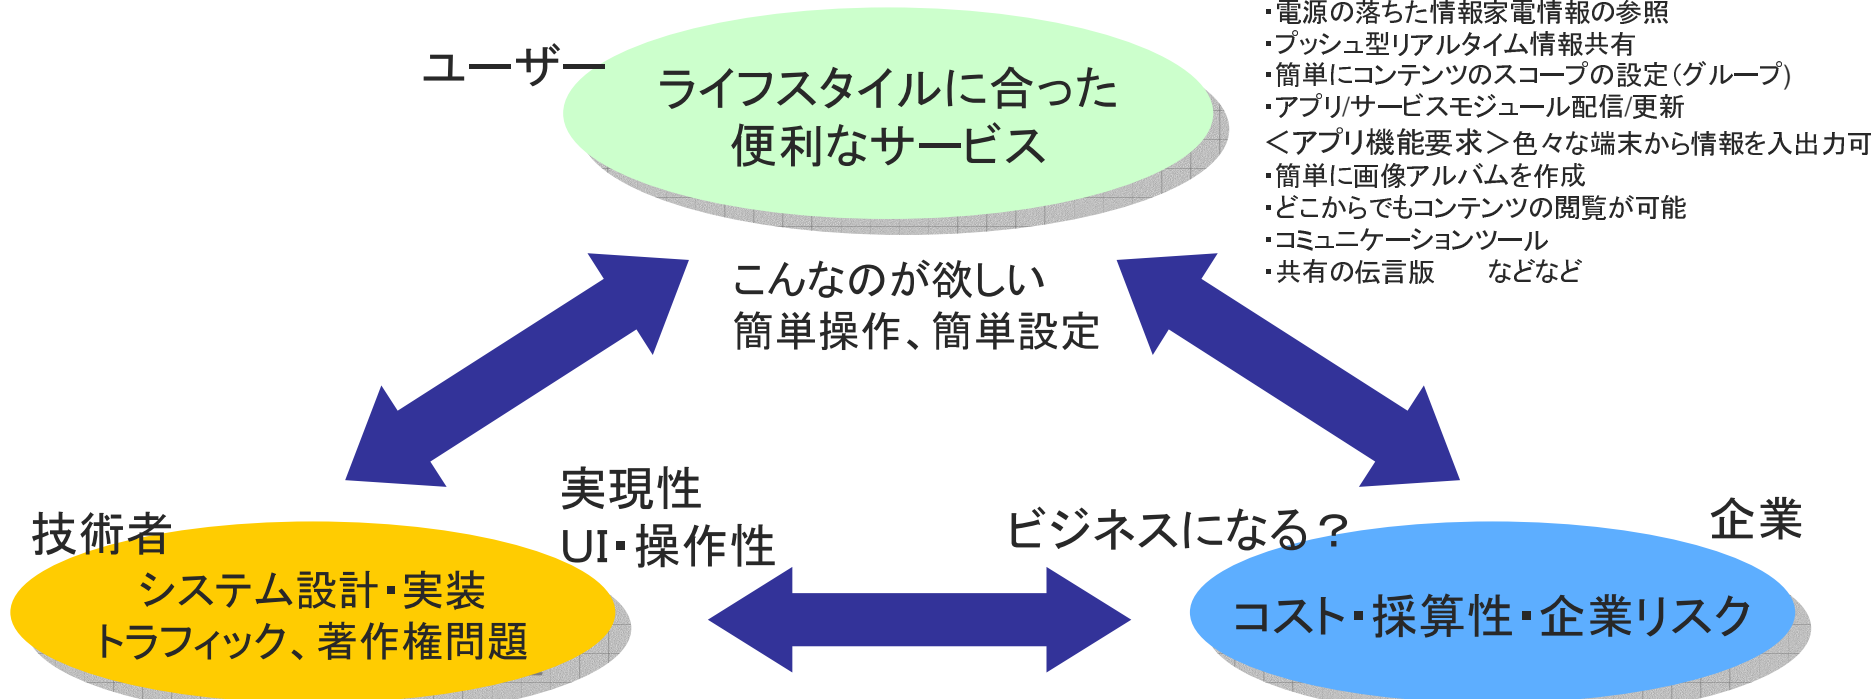 ユーザー
ライフスタイルに合った
便利なサービス
・電源の落ちた情報家電情報の参照
・プッシュ型リアルタイム情報共有
・簡単にコンテンツのスコープの設定(グループ)
・アプリ/サービスモジュール配信/更新
＜アプリ機能要求＞色々な端末から情報を入出力可
・簡単に画像アルバムを作成
・どこからでもコンテンツの閲覧が可能
・コミュニケーションツール
・共有の伝言版　　などなど
こんなのが欲しい
簡単操作、簡単設定
実現性
UI・操作性
ビジネスになる？
技術者
システム設計・実装
トラフィック、著作権問題
企業
コスト・採算性・企業リスク